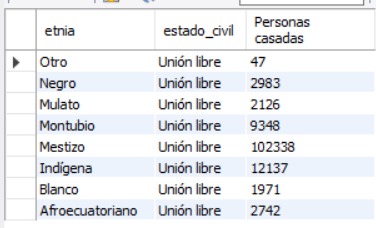 etnia estado_civil Personas casadas
Otro Unión libre 47
Negro Unión libre 2983
Mulato Unión libre 2126
Montubio Unión libre 9348
Mestizo Unión libre 102338
Indígena Unión libre 12137
Blanco Unión libre 1971
Afroecuatoriano Unión libre 2742